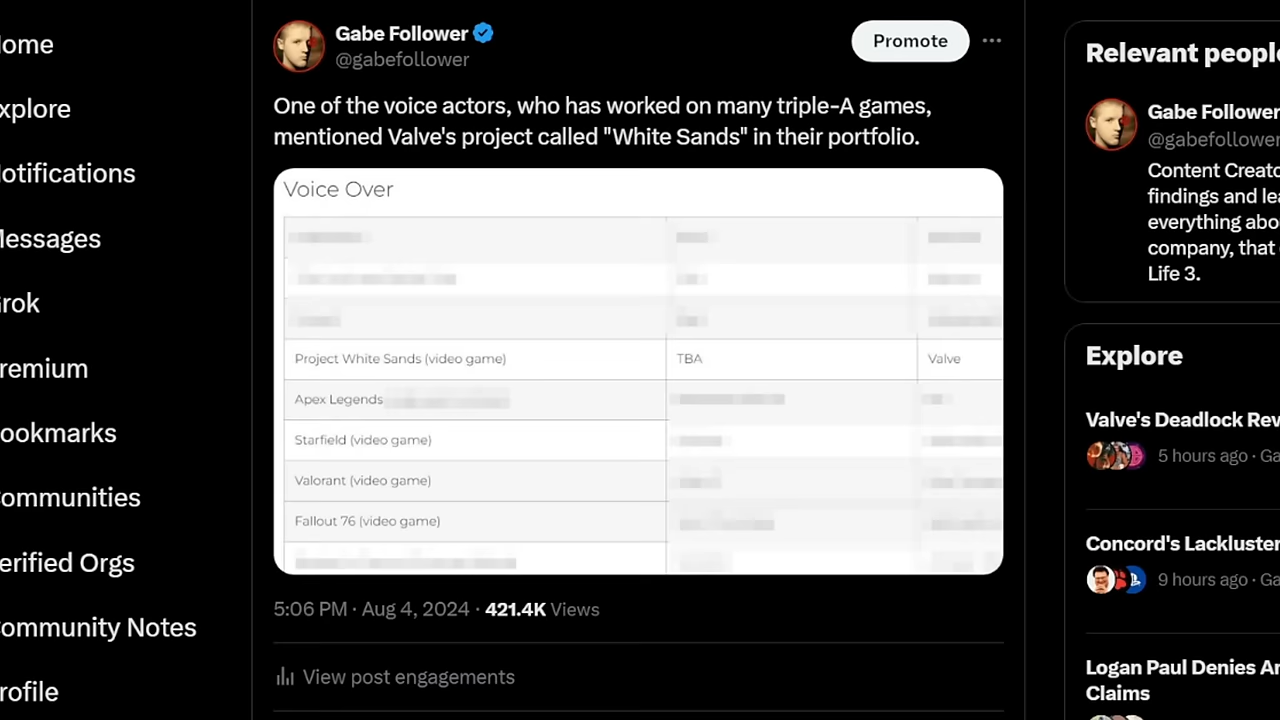 ome
xplore
otifications
Messages
rok
remium
ookmarks
ommunities
erified Orgs
ommunity Notes
rofile
Gabe Follower
@gabefollower
Promote
One of the voice actors, who has worked on many triple-A games,
mentioned Valve's project called "White Sands" in their portfolio.
Voice Over
Project White Sands (video game) TBA Valve
Apex Legends
Starfield (video game)
Valorant (video game)
Fallout 76 (video game)
5:06 PM · Aug 4, 2024 · 421.4K Views
View post engagements
Relevant people
Gabe Follower
@gabefollower
Content Creato
findings and lea
everything abo
company, that
Life 3.
Explore
Valve's Deadlock Rev
5 hours ago · Ga
Concord's Lackluster
9 hours ago · Ga
Logan Paul Denies An
Claims